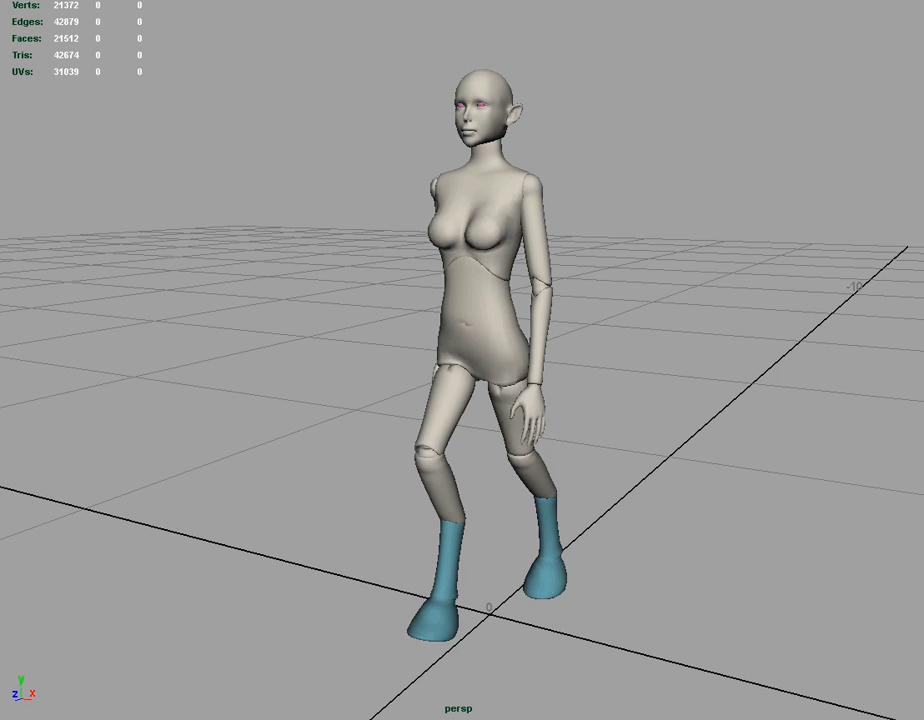 Verts: 21372 0 0
Edges: 42879 0 0
Faces: 21512 0 0
Tris: 42674 0 0
UVs: 31039 0 0
-10
0
y
z x
persp